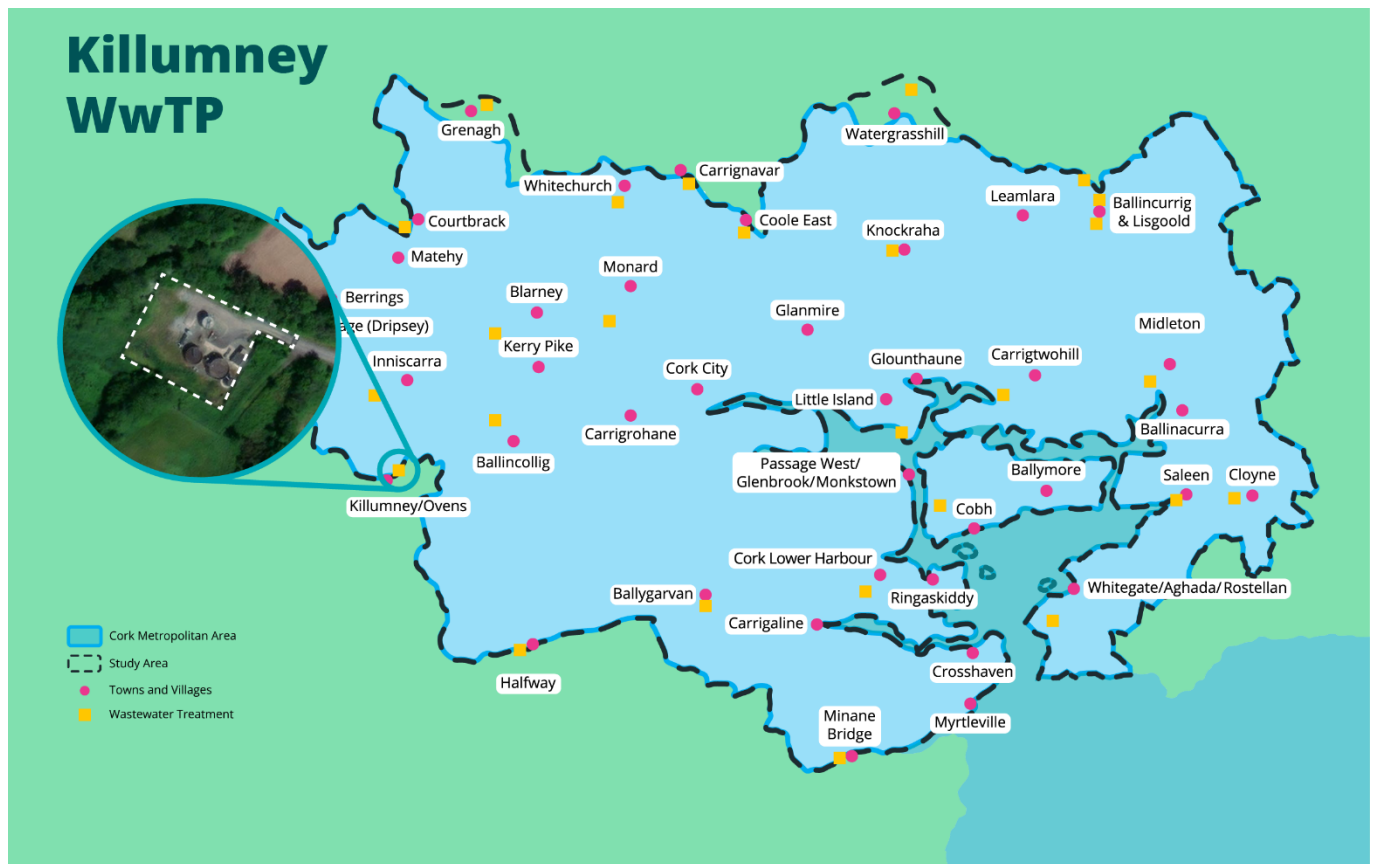 Killumney
WwTP
Grenagh
Watergrasshill
Whitechurch
Carrignavar
Leamlara
Ballincurrig
& Lisgoold
Courtbrack
Coole East
Knockraha
Matehy
Monard
Berrings
Blarney
Glanmire
Midleton
(Dripsey)
Kerry Pike
Inniscarra
Cork City
Glounthaune
Carrigtwohill
Little Island
Carrigrohane
Ballinacurra
Ballincollig
Passage West/
Glenbrook/Monkstown
Ballymore
Saleen
Cloyne
Killumney/Ovens
Cobh
Cork Lower Harbour
Ballygarvan
Ringaskiddy
Whitegate/Aghada/Rostellan
Carrigaline
Crosshaven
Halfway
Minane
Bridge
Myrtleville
Cork Metropolitan Area
Study Area
Towns and Villages
Wastewater Treatment